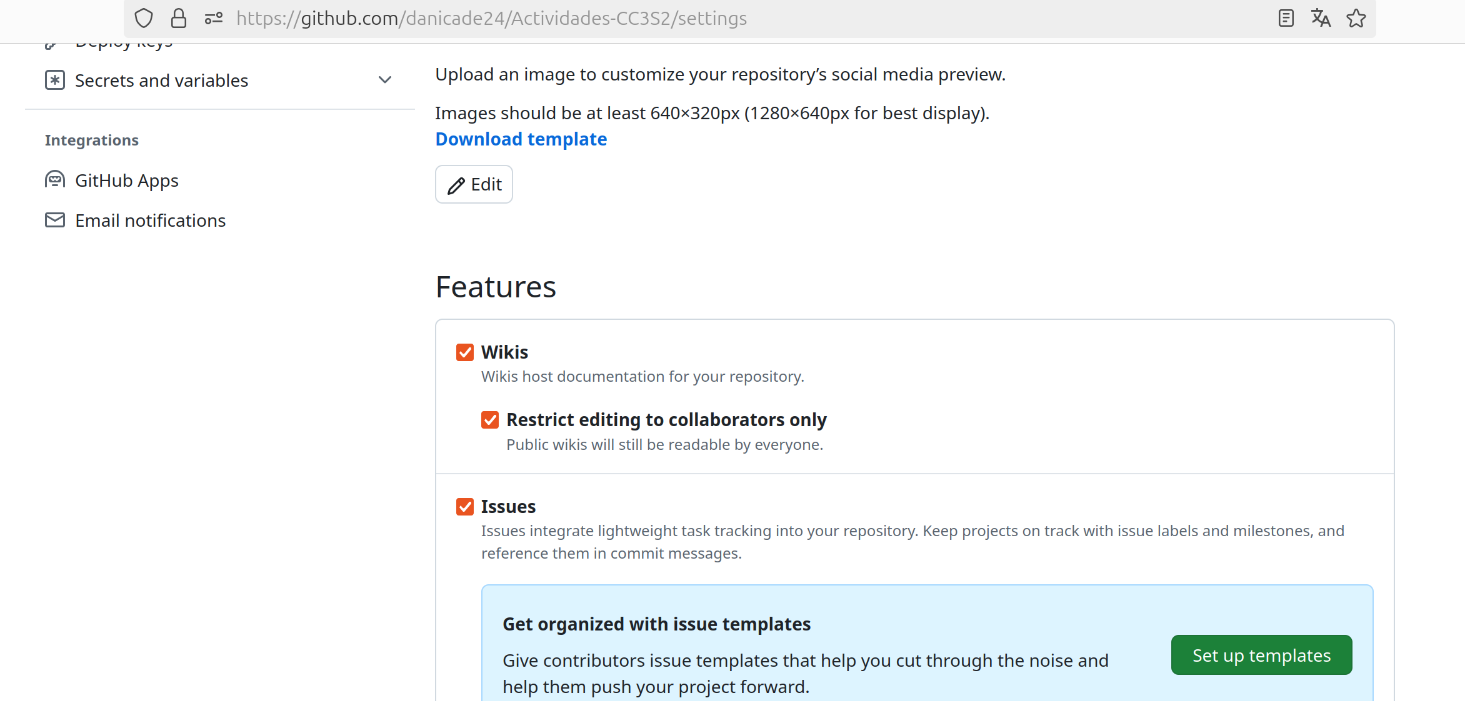 https://github.com/danicade24/Actividades-CC3S2/settings
Deploy keys
Secrets and variables
Integrations
GitHub Apps
Email notifications
Upload an image to customize your repository’s social media preview.
Images should be at least 640×320px (1280×640px for best display).
Download template
Edit
Features
Wikis
Wikis host documentation for your repository.
Restrict editing to collaborators only
Public wikis will still be readable by everyone.
Issues
Issues integrate lightweight task tracking into your repository. Keep projects on track with issue labels and milestones, and
reference them in commit messages.
Get organized with issue templates
Give contributors issue templates that help you cut through the noise and
help them push your project forward.
Set up templates